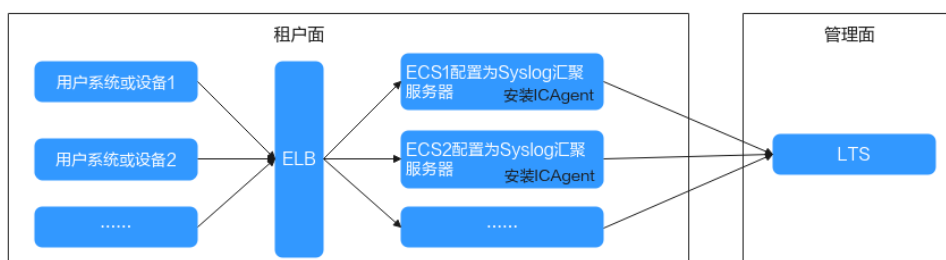 租户面
管理面
用户系统或设备1
用户系统或设备2
……
ELB
ECS1配置为Syslog汇聚
服务器
安装ICAgent
ECS2配置为Syslog汇聚
服务器
安装ICAgent
……
LTS